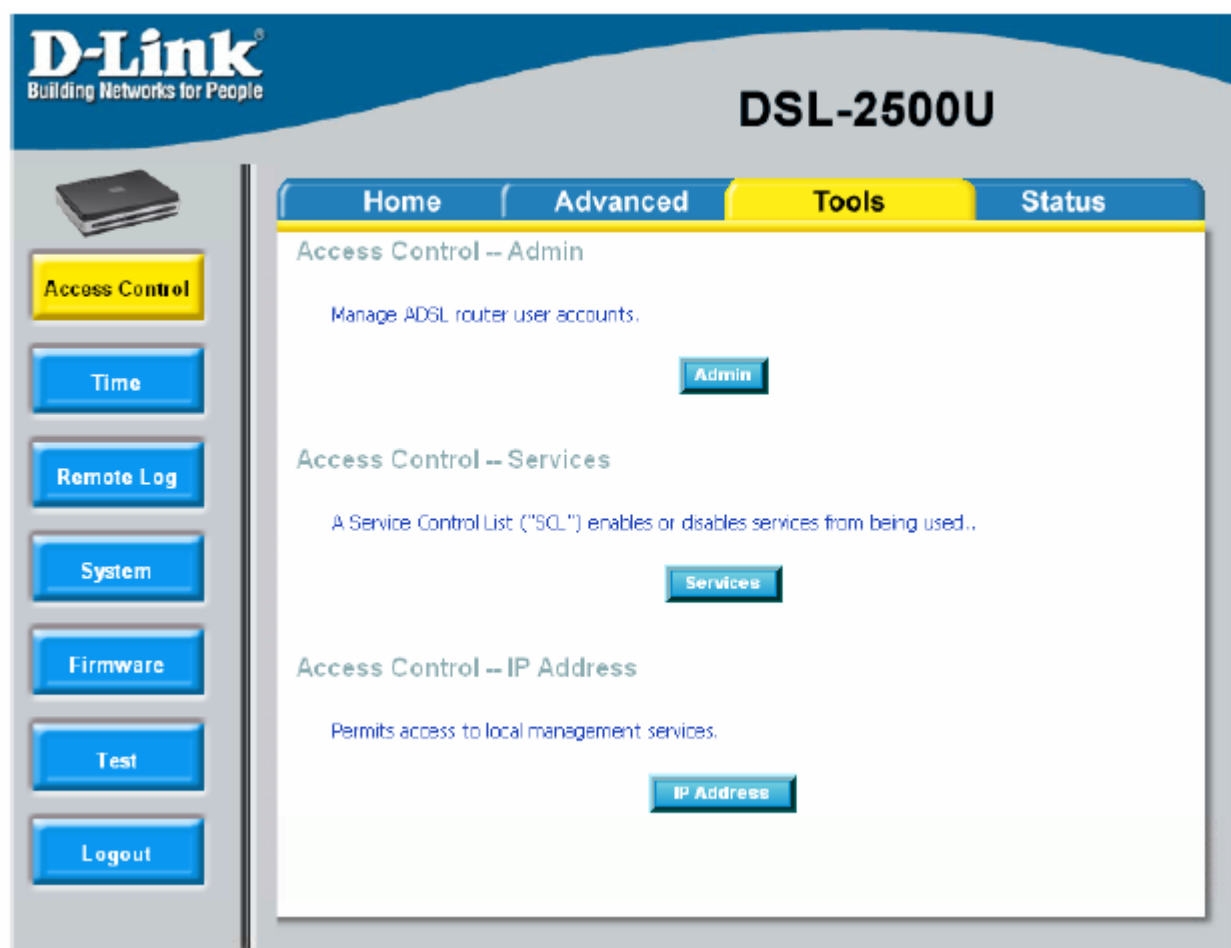 D-Link®
Building Networks for People
DSL-2500U
Home Advanced Tools Status
Access Control
Time
Remote Log
System
Firmware
Test
Logout
Access Control -- Admin
Manage ADSL router user accounts.
Admin
Access Control -- Services
A Service Control List ("SCL") enables or disables services from being used..
Services
Access Control -- IP Address
Permits access to local management services.
IP Address